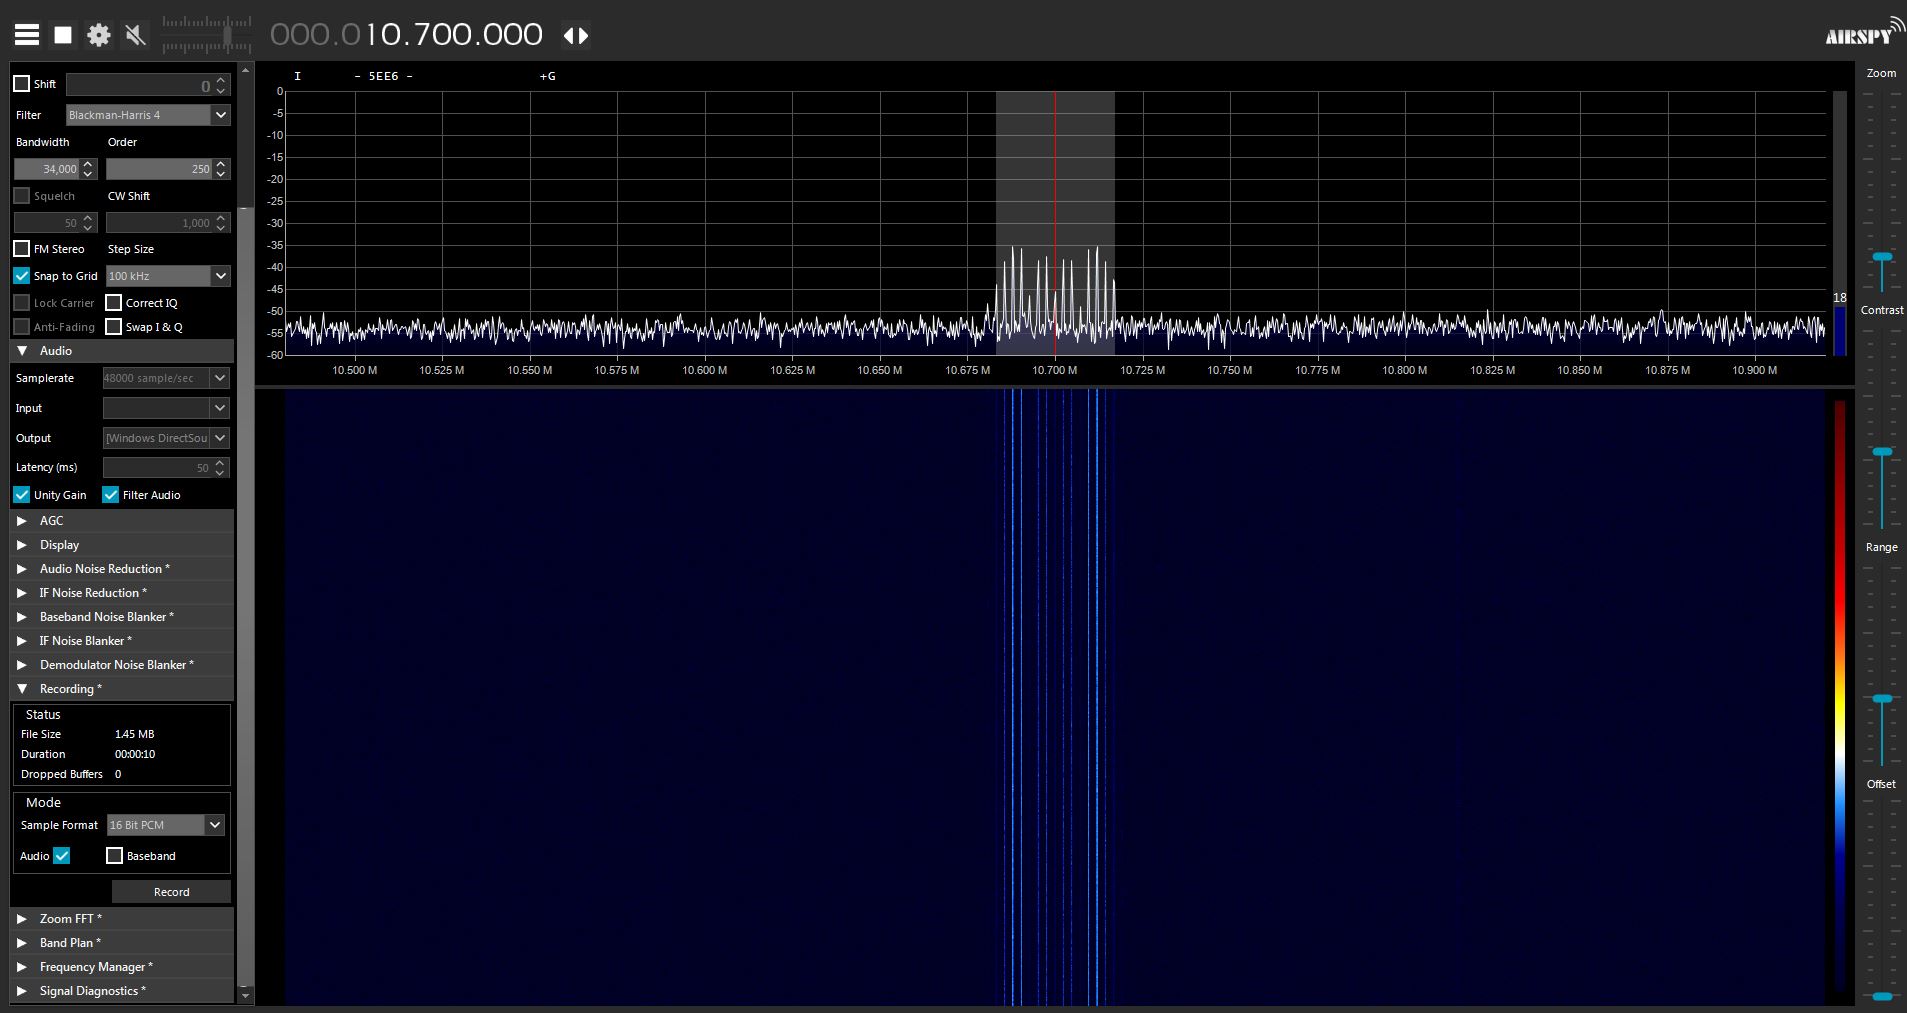 000.010.700.000
AIRSPY
Shift 0
Filter Blackman-Harris 4
Bandwidth Order
34,000 250
Squelch CW Shift
50 1,000
FM Stereo Step Size
Snap to Grid 100 kHz
Lock Carrier Correct IQ
Anti-Fading Swap I & Q
Audio
Samplerate 48000 sample/sec
Input
Output [Windows DirectSou
Latency (ms) 50
Unity Gain Filter Audio
AGC
Display
Audio Noise Reduction *
IF Noise Reduction *
Baseband Noise Blanker *
IF Noise Blanker *
Demodulator Noise Blanker *
Recording *
Status
File Size 1.45 MB
Duration 00:00:10
Dropped Buffers 0
Mode
Sample Format 16 Bit PCM
Audio Baseband
Record
Zoom FFT *
Band Plan *
Frequency Manager *
Signal Diagnostics *
I - 5EE6 - +G
0
-5
-10
-15
-20
-25
-30
-35
-40
-45
-50
-55
-60
10.500 M 10.525 M 10.550 M 10.575 M 10.600 M 10.625 M 10.650 M 10.675 M 10.700 M 10.725 M 10.750 M 10.775 M 10.800 M 10.825 M 10.850 M 10.875 M 10.900 M
18
Zoom
Contrast
Range
Offset